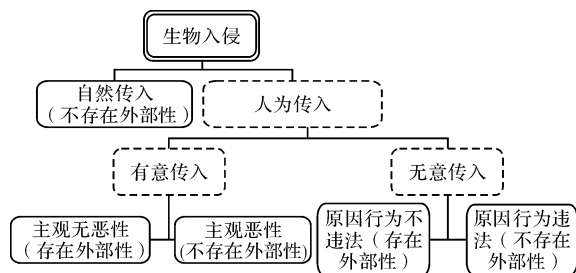 生物入侵
自然传入
（不存在外部性）
人为传入
有意传入
无意传入
主观无恶性
（存在外部性）
主观恶性
(不存在外部性)
原因行为不
违法（存在
外部性）
原因行为违
法（不存在
外部性）